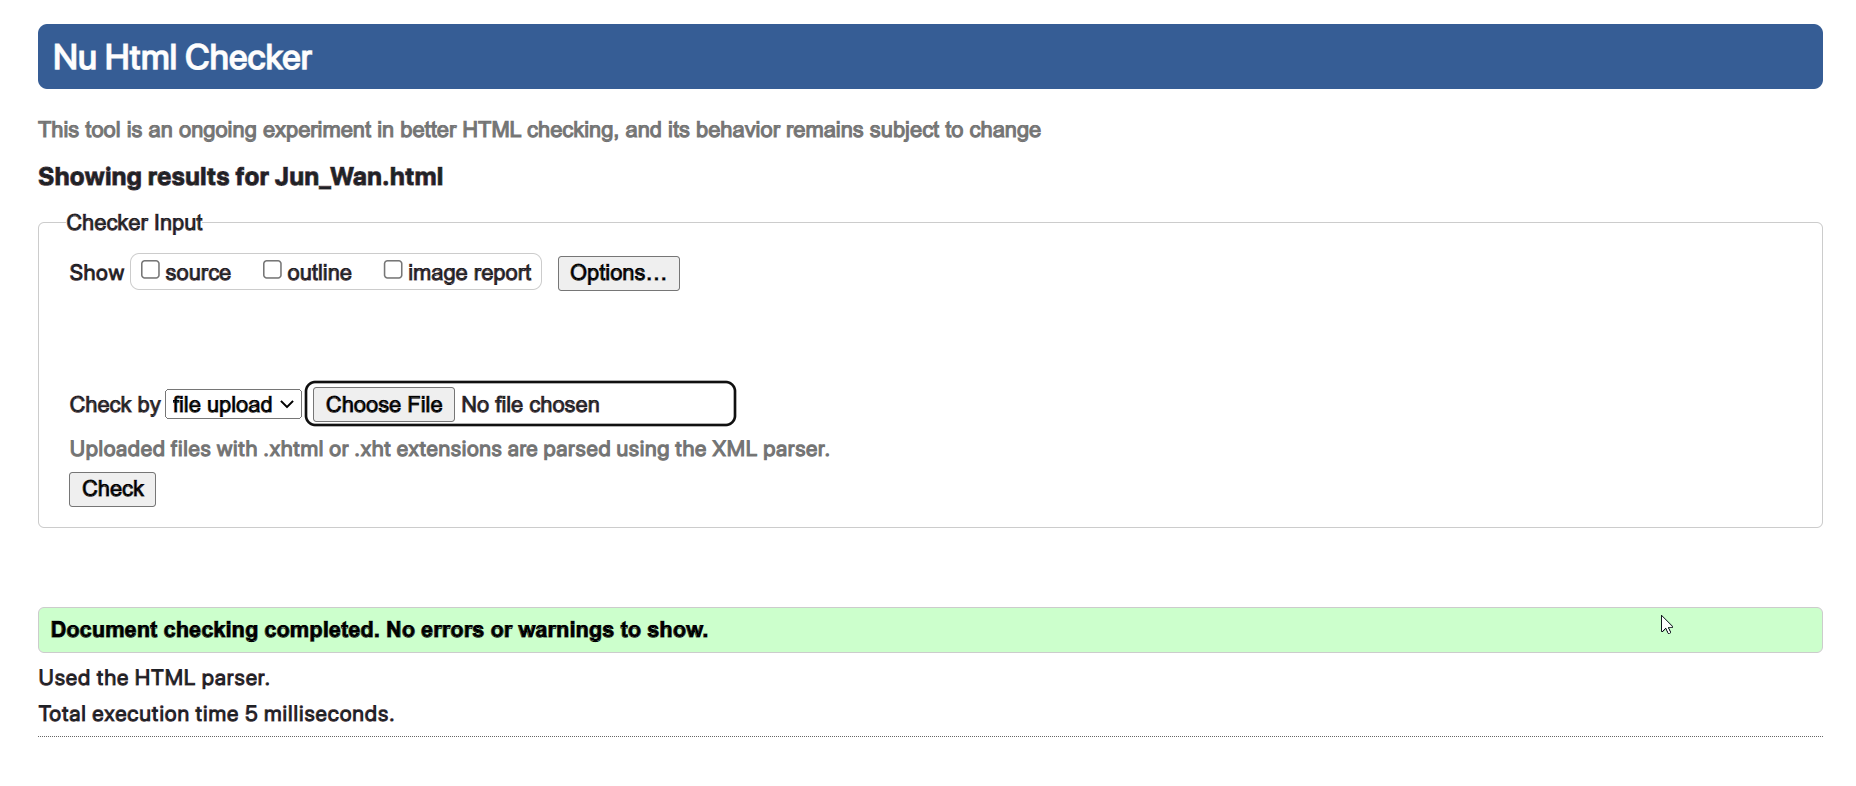 Nu Html Checker
This tool is an ongoing experiment in better HTML checking, and its behavior remains subject to change
Showing results for Jun_Wan.html
Checker Input
Show source outline image report Options...
Check by file upload Choose File No file chosen
Uploaded files with .xhtml or .xht extensions are parsed using the XML parser.
Check
Document checking completed. No errors or warnings to show.
Used the HTML parser.
Total execution time 5 milliseconds.